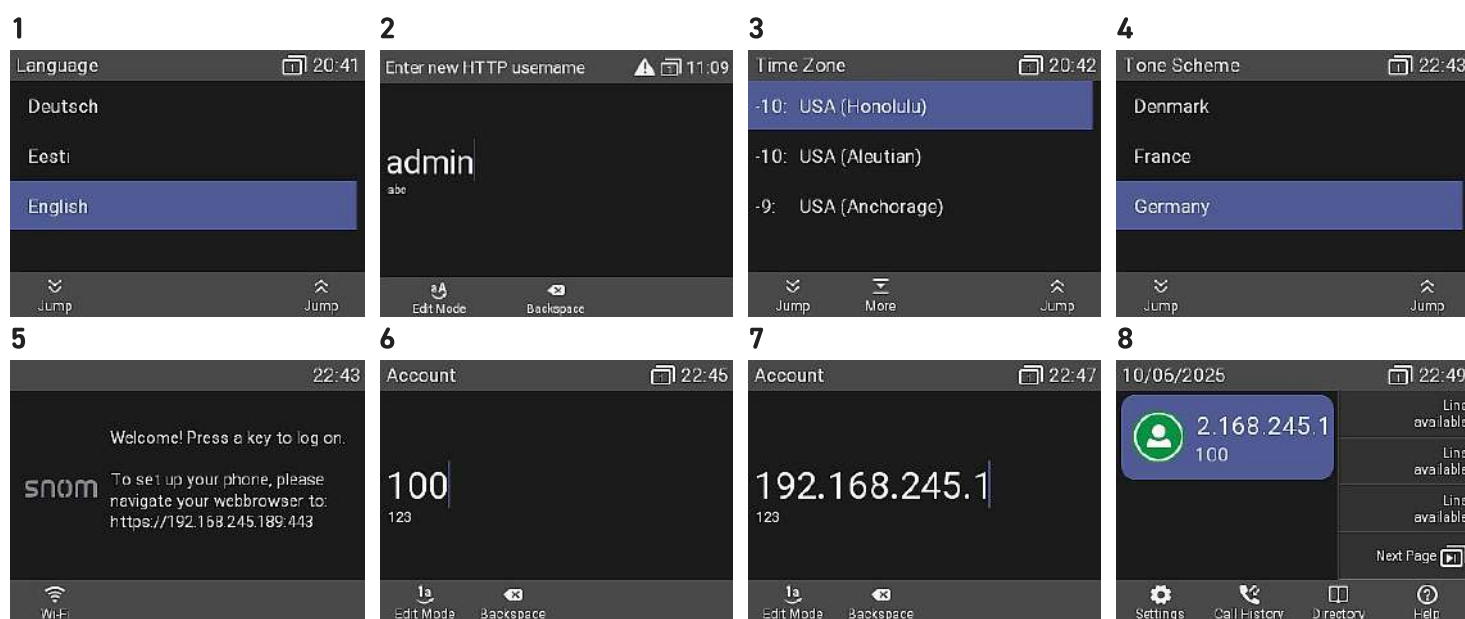 1
Language 20:41
Deutsch
Eesti
English
Jump Jump
2
Enter new HTTP username 11:09
admin
abc
Edit Mode Backspace
3
Time Zone 20:42
-10: USA (Honolulu)
-10: USA (Aleutian)
-9: USA (Anchorage)
Jump More Jump
4
Tone Scheme 22:43
Denmark
France
Germany
Jump Jump
5
22:43
Welcome! Press a key to log on.
snom
To set up your phone, please
navigate your webbrowser to:
https://192.168.245.189:443
Wi-Fi
6
Account 22:45
100
123
Edit Mode Backspace
7
Account 22:47
192.168.245.1
123
Edit Mode Backspace
8
10/06/2025 22:49
2.168.245.1
100
Line
available
Line
available
Line
available
Next Page
Settings Call History Directory Help